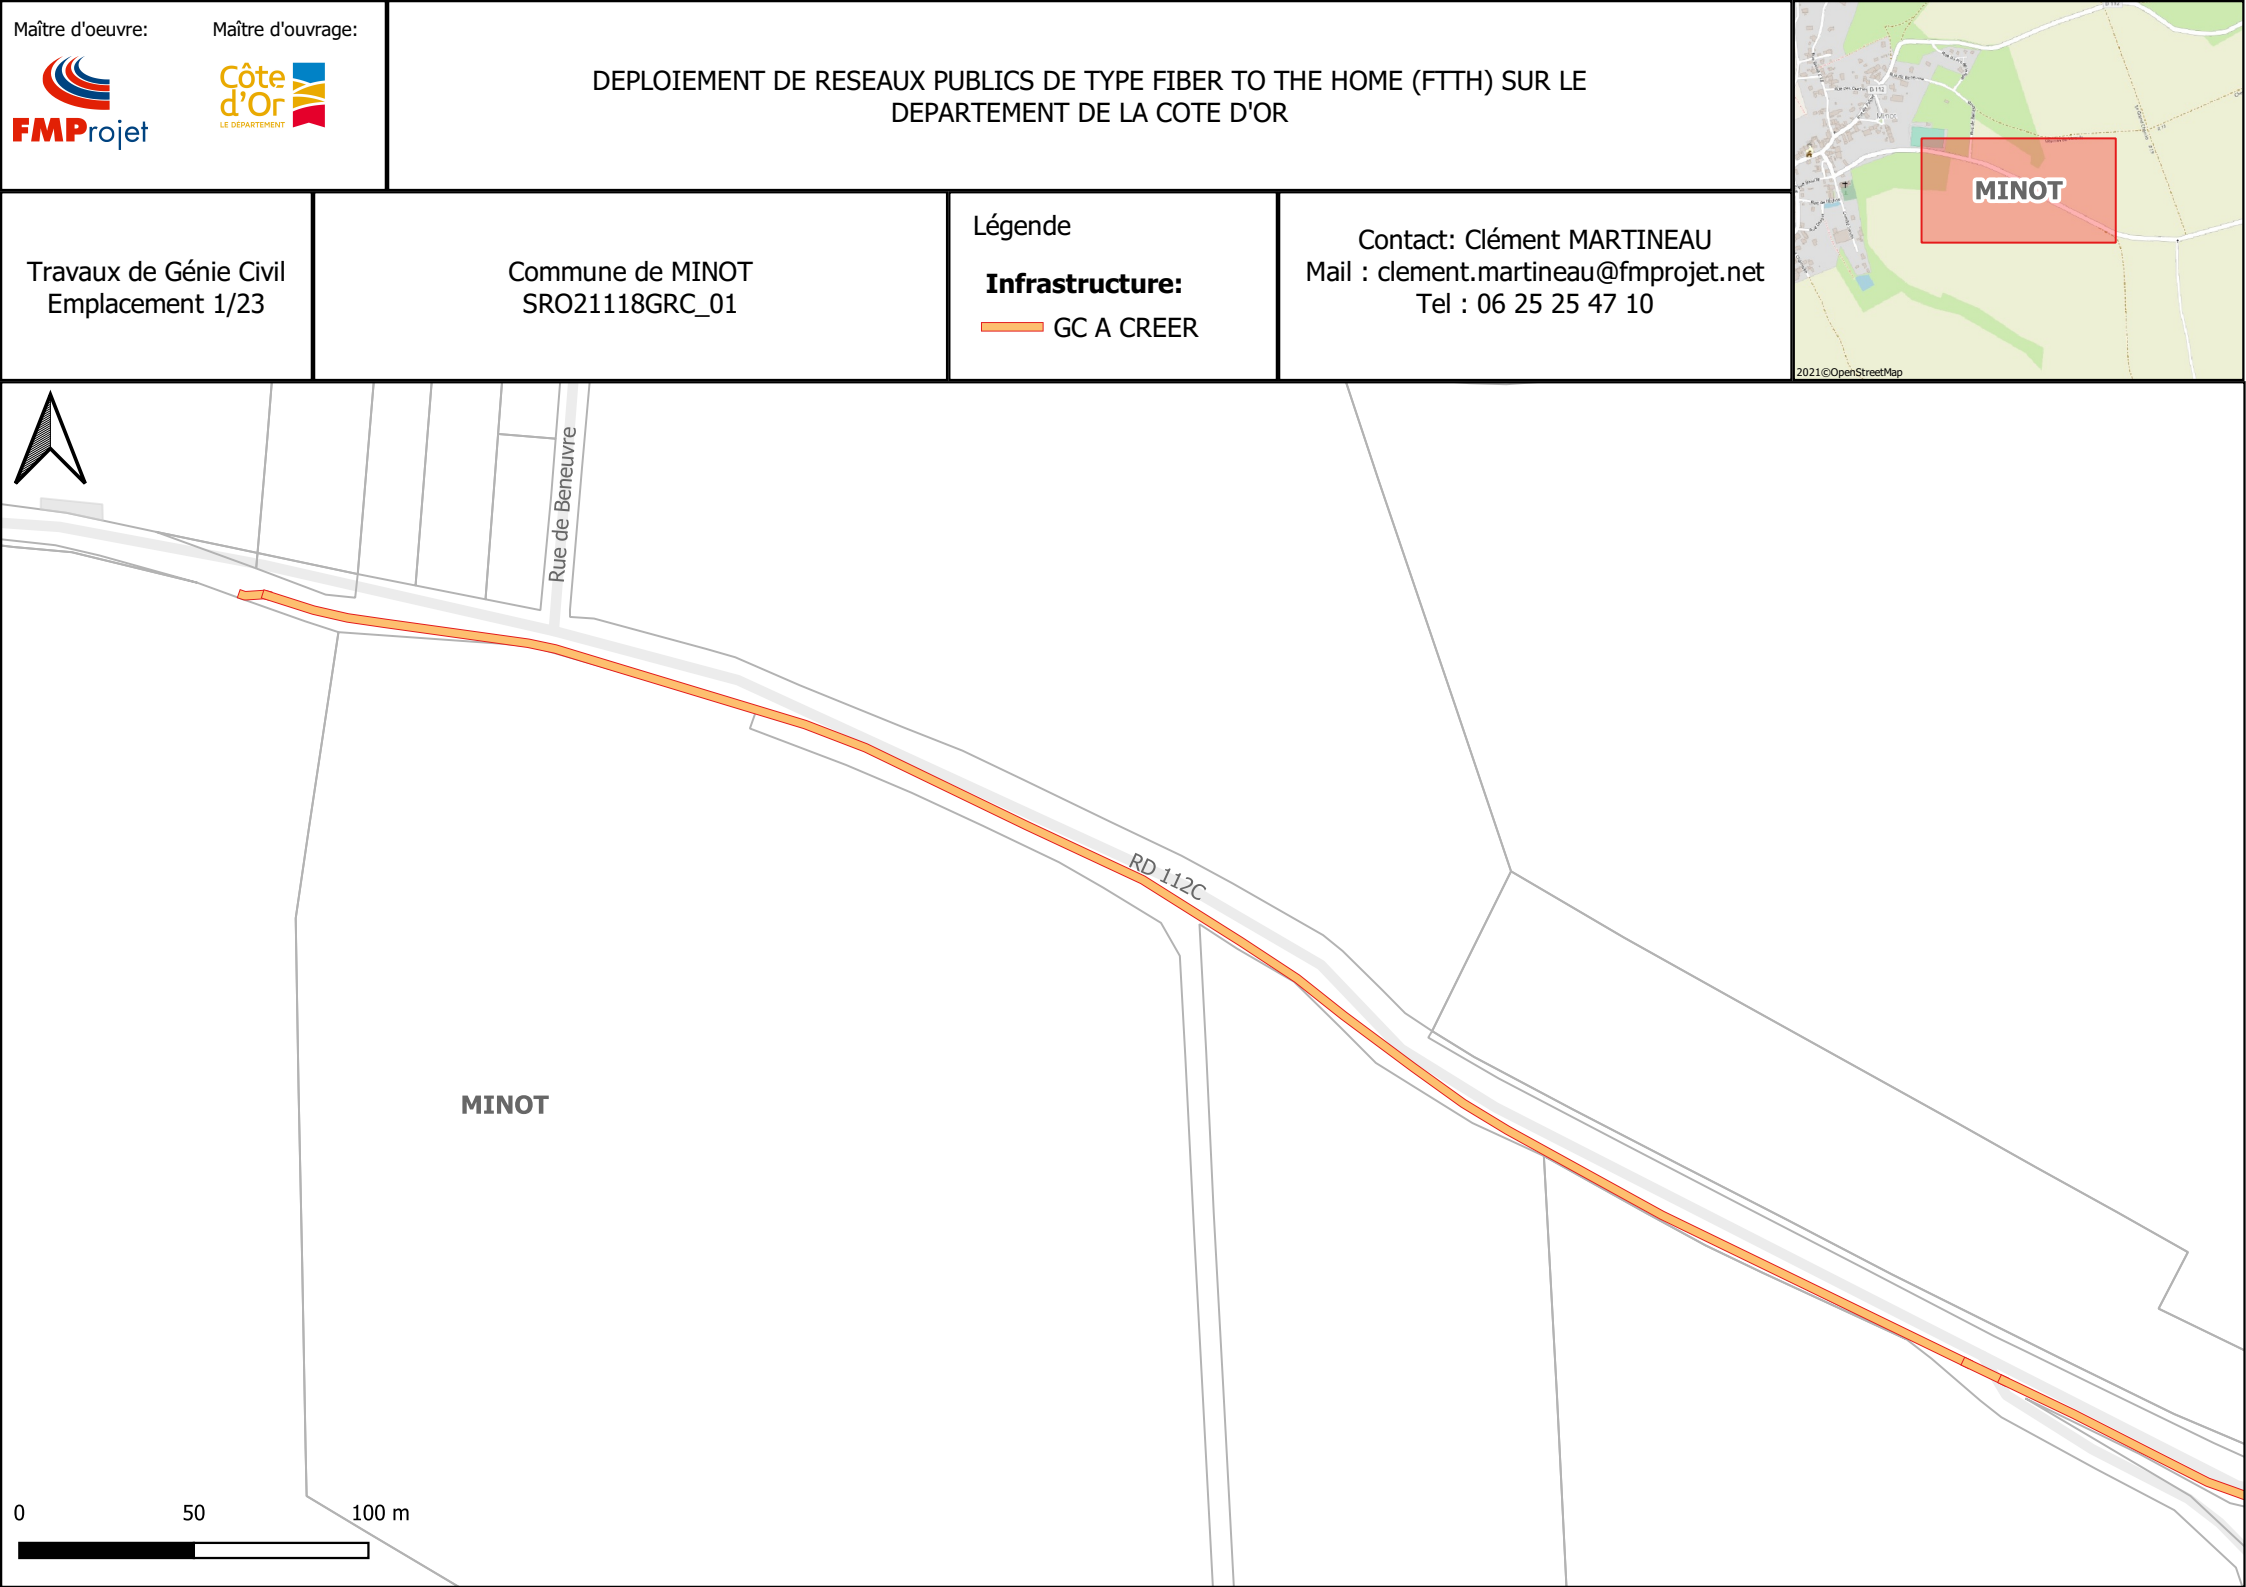 Maître d'oeuvre:
Maître d'ouvrage:
FMProjet
Côte
d'Or
LE DÉPARTEMENT
DEPLOIEMENT DE RESEAUX PUBLICS DE TYPE FIBER TO THE HOME (FTTH) SUR LE
DEPARTEMENT DE LA COTE D'OR
Travaux de Génie Civil
Emplacement 1/23
Commune de MINOT
SRO21118GRC_01
Légende
Infrastructure:
GC A CREER
Contact: Clément MARTINEAU
Mail : clement.martineau@fmprojet.net
Tel : 06 25 25 47 10
D 112
Minot
MINOT
2021©OpenStreetMap
Rue de Beneuvre
RD 112C
MINOT
0 50 100 m